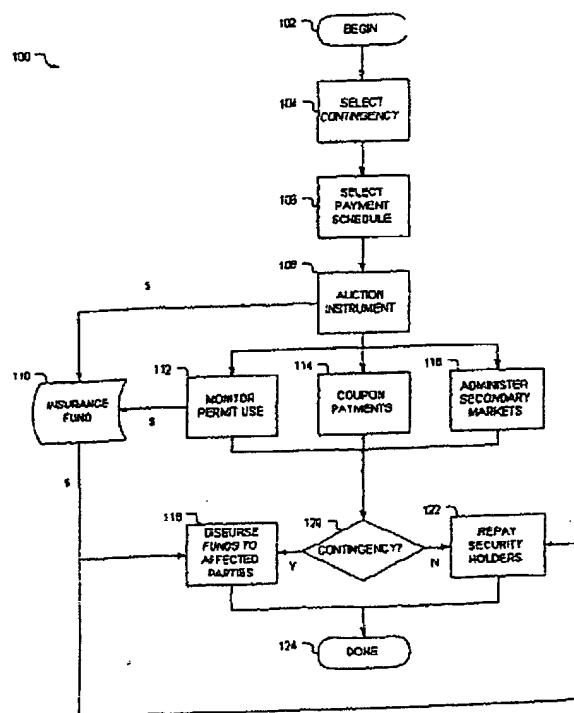 102
BEGIN
100
104
SELECT
CONTINGENCY
106
SELECT
PAYMENT
SCHEDULE
108
AUCTION
INSTRUMENT
$
110
INSURANCE
FUND
$
112
MONITOR
PERMIT USE
114
COUPON
PAYMENTS
116
ADMINISTER
SECONDARY
MARKETS
$
118
DISBURSE
FUNDS TO
AFFECTED
PARTIES
120
CONTINGENCY?
Y
N
122
REPAY
SECURITY
HOLDERS
124
DONE